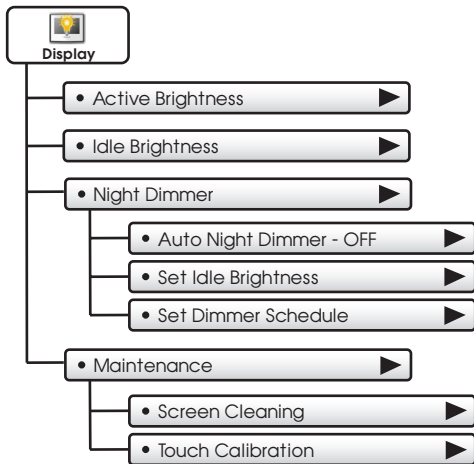 Display
• Active Brightness
• Idle Brightness
• Night Dimmer
• Auto Night Dimmer - OFF
• Set Idle Brightness
• Set Dimmer Schedule
• Maintenance
• Screen Cleaning
• Touch Calibration